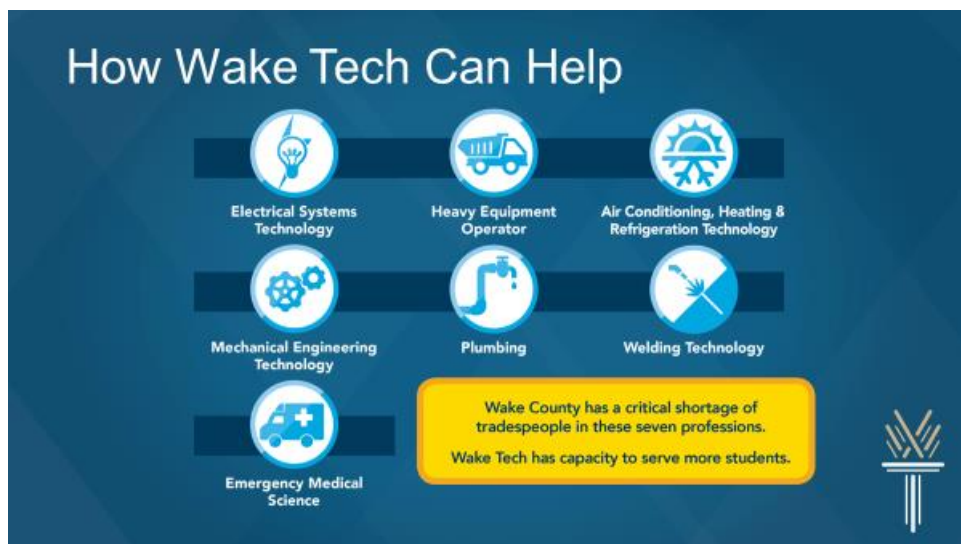 How Wake Tech Can Help
Electrical Systems
Technology
Heavy Equipment
Operator
Air Conditioning, Heating &
Refrigeration Technology
Mechanical Engineering
Technology
Plumbing
Welding Technology
Emergency Medical
Science
Wake County has a critical shortage of
tradespeople in these seven professions.
Wake Tech has capacity to serve more students.